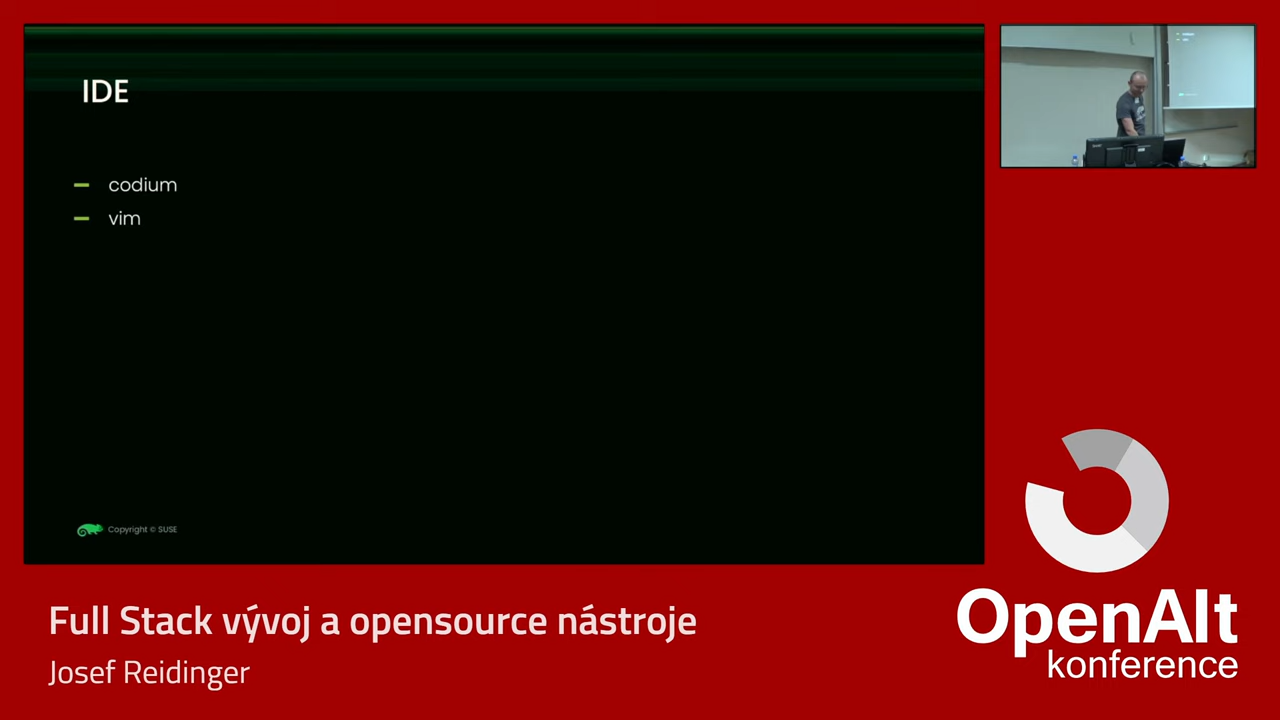 IDE
codium
vim
Copyright © SUSE
Full Stack vývoj a opensource nástroje
Josef Reidinger
OpenAlt
konference